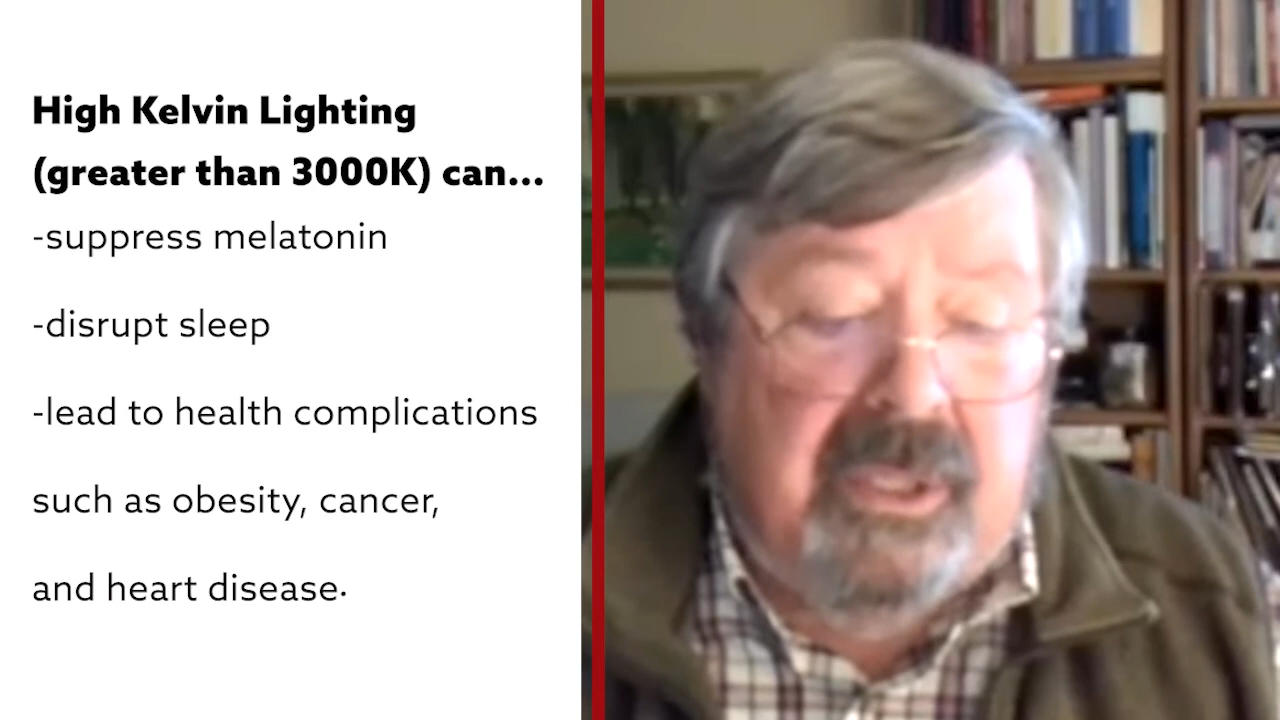 High Kelvin Lighting
(greater than 3000K) can...
-suppress melatonin
-disrupt sleep
-lead to health complications
such as obesity, cancer,
and heart disease.